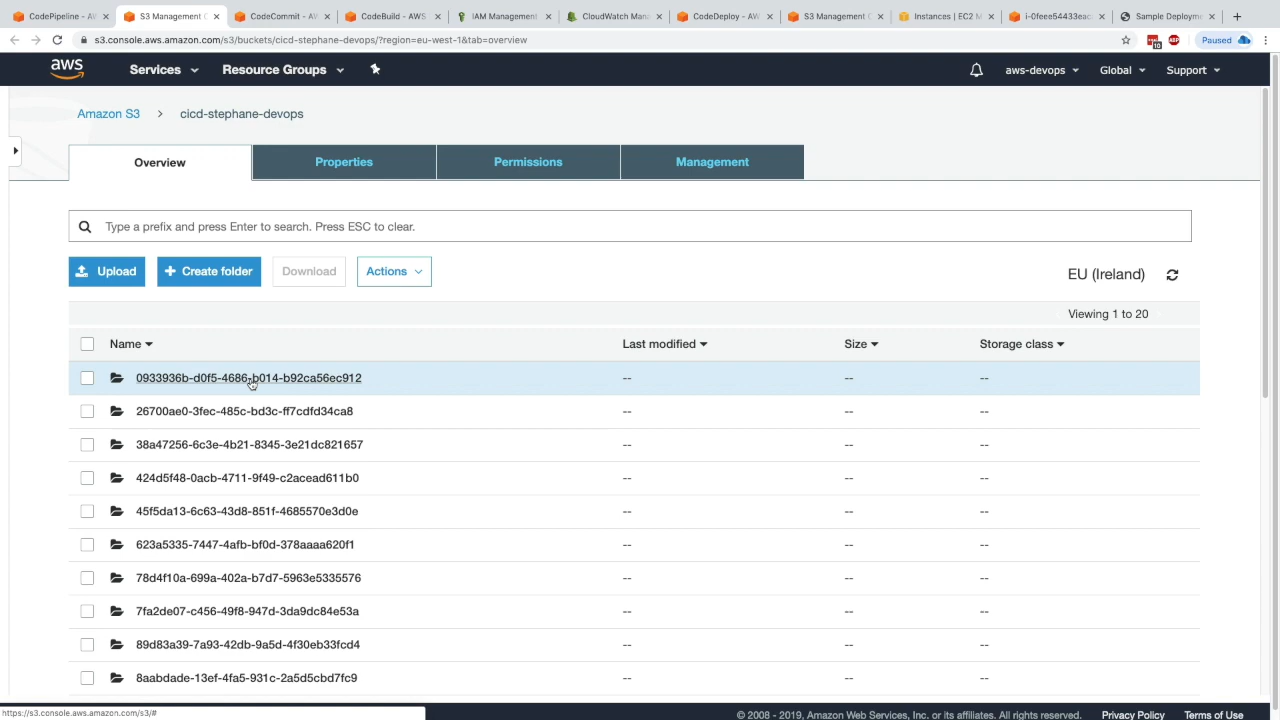 CodePipeline - AW
S3 Management C
CodeCommit - AW
CodeBuild - AWS
IAM Management
CloudWatch Mana
CodeDeploy - AW
S3 Management C
Instances | EC2 M
i-0feee54433eac
Sample Deployme
s3.console.aws.amazon.com/s3/buckets/cicd-stephane-devops/?region=eu-west-1&tab=overview
10
ABP
Paused
aws
Services
Resource Groups
aws-devops
Global
Support
Amazon S3
cicd-stephane-devops
Overview
Properties
Permissions
Management
Type a prefix and press Enter to search. Press ESC to clear.
Upload
Create folder
Download
Actions
EU (Ireland)
Viewing 1 to 20
Name
Last modified
Size
Storage class
0933936b-d0f5-4686-b014-b92ca56ec912 -- -- --
26700ae0-3fec-485c-bd3c-ff7cdfd34ca8 -- -- --
38a47256-6c3e-4b21-8345-3e21dc821657 -- -- --
424d5f48-0acb-4711-9f49-c2acead611b0 -- -- --
45f5da13-6c63-43d8-851f-4685570e3d0e -- -- --
623a5335-7447-4afb-bf0d-378aaaa620f1 -- -- --
78d4f10a-699a-402a-b7d7-5963e5335576 -- -- --
7fa2de07-c456-49f8-947d-3da9dc84e53a -- -- --
89d83a39-7a93-42db-9a5d-4f30eb33fcd4 -- -- --
8aabdade-13ef-4fa5-931c-2a5d5cbd7fc9 -- -- --
https://s3.console.aws.amazon.com/s3/#
© 2008 - 2019, Amazon Web Services, Inc. or its affiliates. All rights reserved.
Privacy Policy
Terms of Use